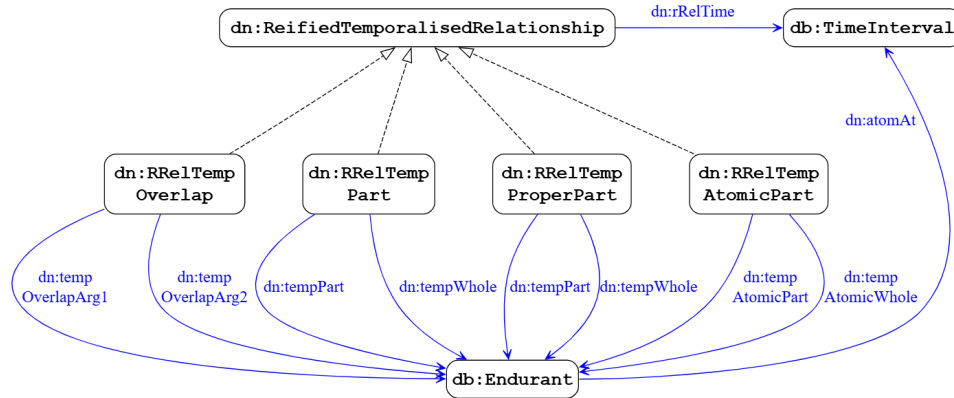 dn:rRelTime
dn:ReifiedTemporalisedRelationship
db:TimeInterval
dn:atomAt
dn:RRelTemp
Overlap
dn:RRelTemp
Part
dn:RRelTemp
ProperPart
dn:RRelTemp
AtomicPart
dn:temp
OverlapArg1
dn:temp
OverlapArg2
dn:tempPart
dn:tempWhole
dn:tempPart
dn:tempWhole
dn:temp
AtomicPart
dn:temp
AtomicWhole
db:Endurant